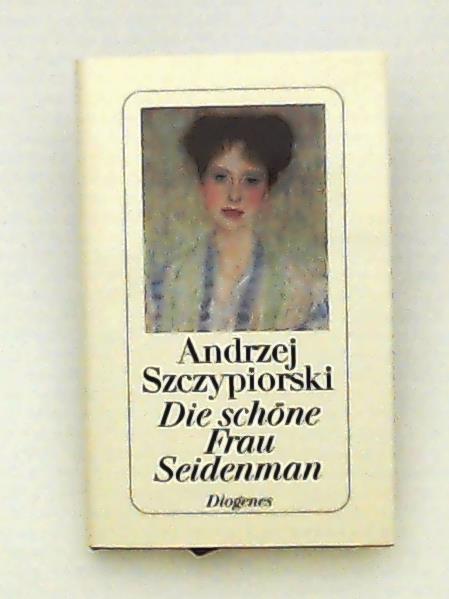 Andrzej
Szczypiorski
Die schöne
Frau
Seidenman
Diogenes